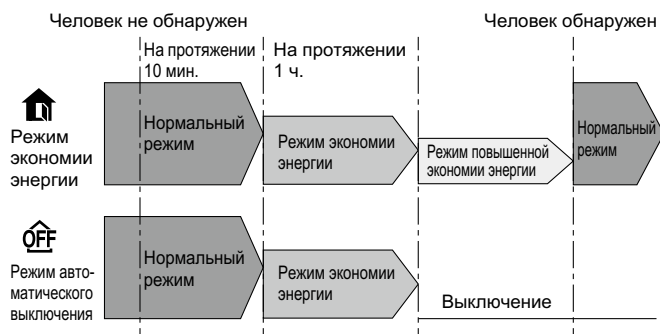 Человек не обнаружен
Человек обнаружен
На протяжении
10 мин.
На протяжении
1 ч.
Режим
экономии
энергии
Нормальный
режим
Режим экономии
энергии
Режим повышенной
экономии энергии
Нормальный
режим
OFF
Режим авто-
матического
выключения
Нормальный
режим
Режим экономии
энергии
Выключение